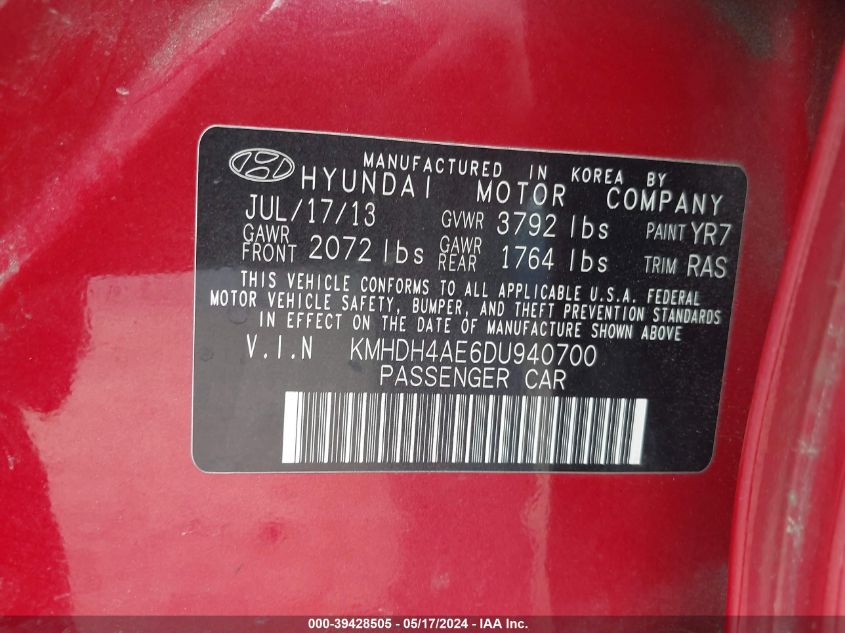 MANUFACTURED IN KOREA BY
HYUNDAI MOTOR COMPANY
JUL/17/13 GVWR 3792 lbs PAINT YR7
GAWR FRONT 2072 lbs GAWR REAR 1764 lbs TRIM RAS
THIS VEHICLE CONFORMS TO ALL APPLICABLE U.S.A. FEDERAL
MOTOR VEHICLE SAFETY, BUMPER, AND THEFT PREVENTION STANDARDS
IN EFFECT ON THE DATE OF MANUFACTURE SHOWN ABOVE
V.I.N KMHDH4AE6DU940700
PASSENGER CAR
000-39428505 - 05/17/2024 - IAA Inc.